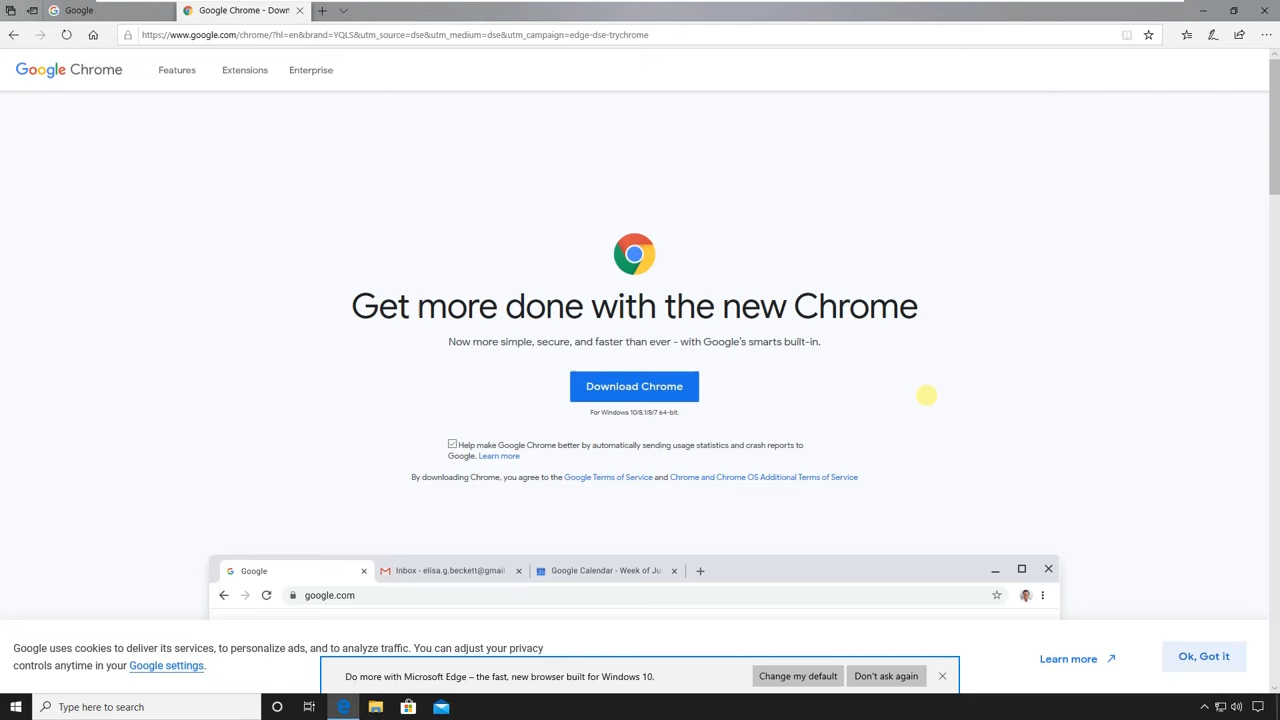 Google
Google Chrome - Down
https://www.google.com/chrome/?hl=en&brand=YQLS&utm_source=dse&utm_medium=dse&utm_campaign=edge-dse-trychrome
Google Chrome
Features
Extensions
Enterprise
Get more done with the new Chrome
Now more simple, secure, and faster than ever - with Google's smarts built-in.
Download Chrome
For Windows 10/8.1/8/7 64-bit.
Help make Google Chrome better by automatically sending usage statistics and crash reports to
Google. Learn more
By downloading Chrome, you agree to the Google Terms of Service and Chrome and Chrome OS Additional Terms of Service
Google
Inbox - elisa.g.beckett@gmail
Google Calendar - Week of Ju
google.com
Google uses cookies to deliver its services, to personalize ads, and to analyze traffic. You can adjust your privacy
controls anytime in your Google settings.
Learn more
Ok, Got it
Do more with Microsoft Edge – the fast, new browser built for Windows 10.
Change my default
Don't ask again
Type here to search